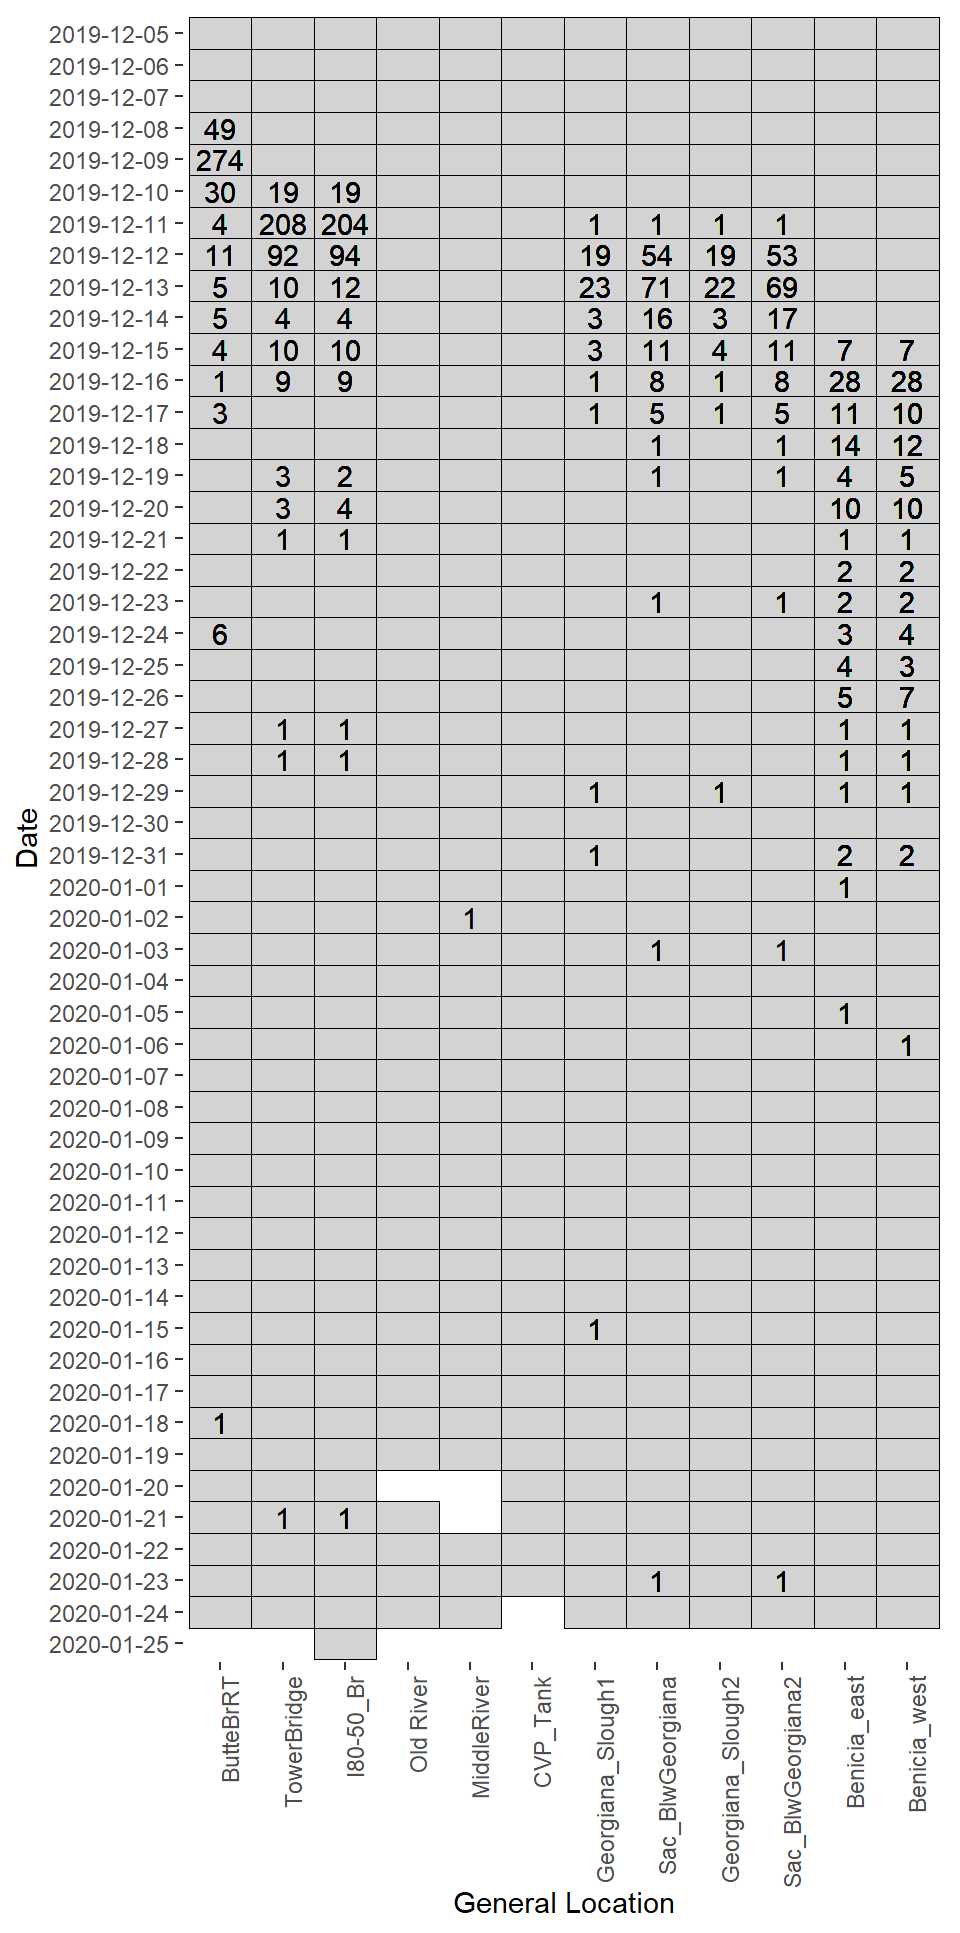 2019-12-05
2019-12-06
2019-12-07
2019-12-08 49
2019-12-09 274
2019-12-10 30 19 19
2019-12-11 4 208 204 1 1 1 1
2019-12-12 11 92 94 19 54 19 53
2019-12-13 5 10 12 23 71 22 69
2019-12-14 5 4 4 3 16 3 17
2019-12-15 4 10 10 3 11 4 11 7 7
2019-12-16 1 9 9 1 8 1 8 28 28
2019-12-17 3 1 5 1 5 11 10
2019-12-18 1 1 14 12
2019-12-19 3 2 1 1 4 5
2019-12-20 3 4 10 10
2019-12-21 1 1 1 1
2019-12-22 2 2
2019-12-23 1 1 2 2
2019-12-24 6 3 4
2019-12-25 4 3
2019-12-26 5 7
2019-12-27 1 1 1 1
2019-12-28 1 1 1 1
2019-12-29 1 1 1 1
2019-12-30
2019-12-31 1 2 2
2020-01-01 1
2020-01-02 1
2020-01-03 1 1
2020-01-04
2020-01-05 1
2020-01-06 1
2020-01-07
2020-01-08
2020-01-09
2020-01-10
2020-01-11
2020-01-12
2020-01-13
2020-01-14
2020-01-15 1
2020-01-16
2020-01-17
2020-01-18 1
2020-01-19
2020-01-20
2020-01-21 1 1
2020-01-22
2020-01-23 1 1
2020-01-24
2020-01-25
Date
ButteBrRT
TowerBridge
I80-50_Br
Old River
MiddleRiver
CVP_Tank
Georgiana_Slough1
Sac_BlwGeorgiana
Georgiana_Slough2
Sac_BlwGeorgiana2
Benicia_east
Benicia_west
General Location